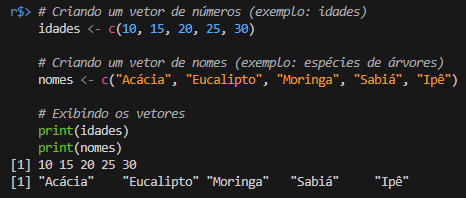 r$> # Criando um vetor de números (exemplo: idades)
idades <- c(10, 15, 20, 25, 30)
# Criando um vetor de nomes (exemplo: espécies de árvores)
nomes <- c("Acácia", "Eucalipto", "Moringa", "Sabiá", "Ipê")
# Exibindo os vetores
print(idades)
print(nomes)
[1] 10 15 20 25 30
[1] "Acácia"    "Eucalipto" "Moringa"   "Sabiá"     "Ipê"